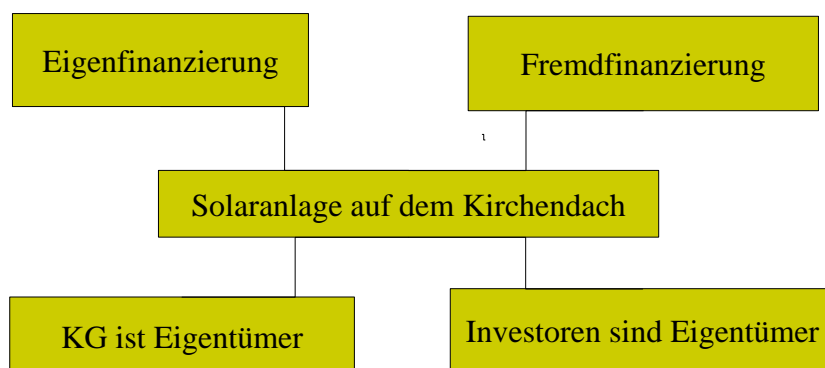 Eigenfinanzierung
Fremdfinanzierung
Solaranlage auf dem Kirchendach
KG ist Eigentümer
Investoren sind Eigentümer